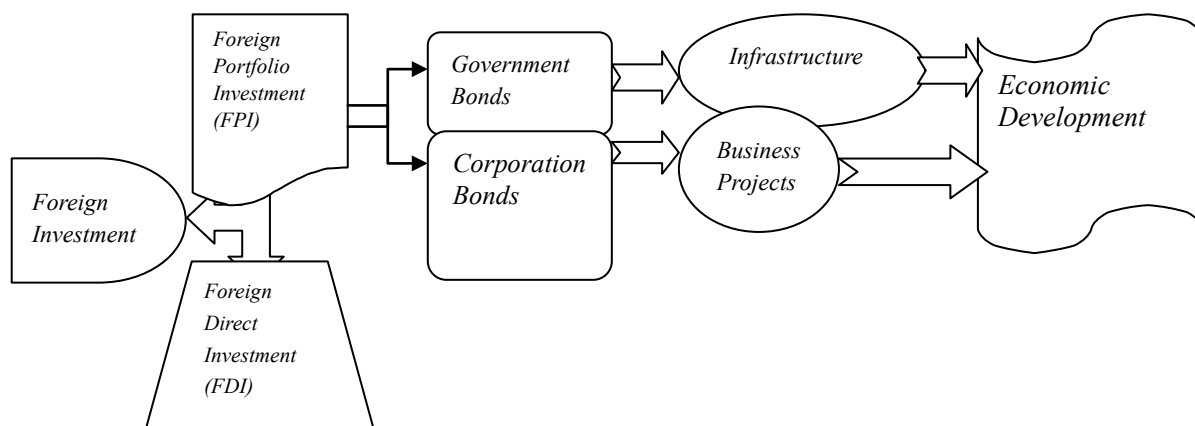 Foreign
Portfolio
Investment
(FPI)
Government
Bonds
Infrastructure
Economic
Development
Corporation
Bonds
Business
Projects
Foreign
Investment
Foreign
Direct
Investment
(FDI)